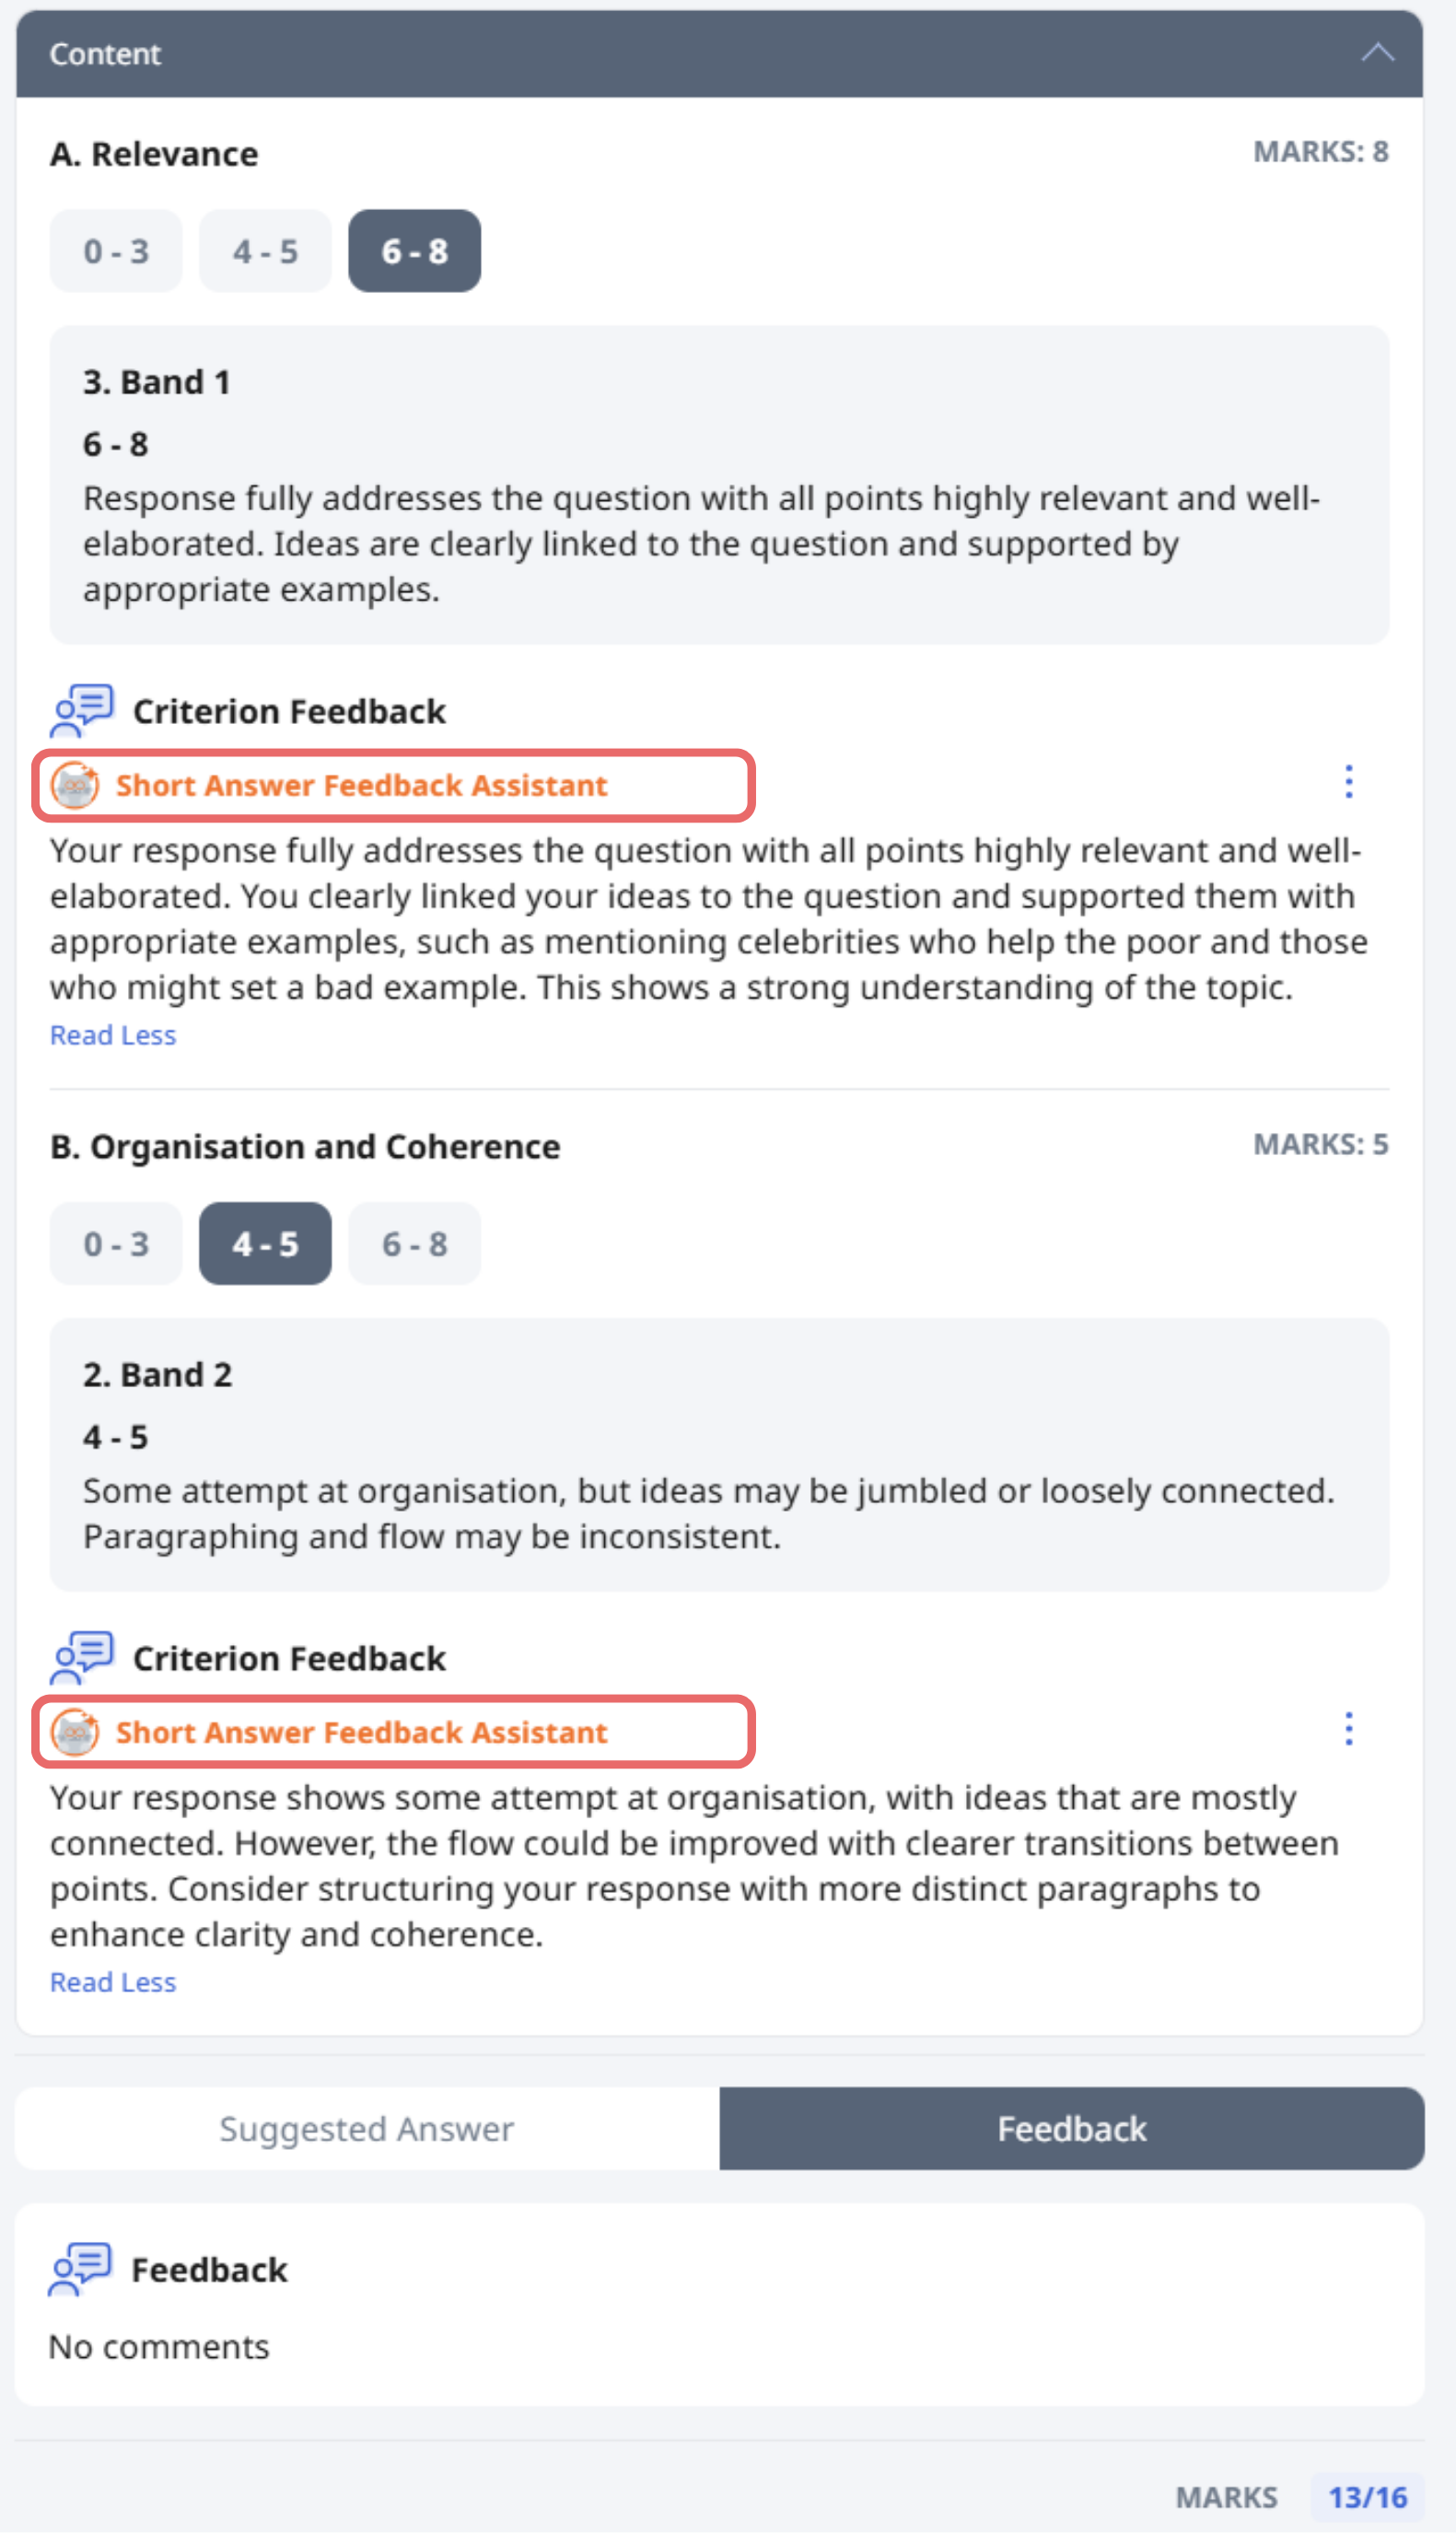 Content
A. Relevance
MARKS: 8
0 - 3
4 - 5
6 - 8
3. Band 1
6 - 8
Response fully addresses the question with all points highly relevant and well-
elaborated. Ideas are clearly linked to the question and supported by
appropriate examples.
Criterion Feedback
Short Answer Feedback Assistant
Your response fully addresses the question with all points highly relevant and well-
elaborated. You clearly linked your ideas to the question and supported them with
appropriate examples, such as mentioning celebrities who help the poor and those
who might set a bad example. This shows a strong understanding of the topic.
Read Less
B. Organisation and Coherence
MARKS: 5
0 - 3
4 - 5
6 - 8
2. Band 2
4 - 5
Some attempt at organisation, but ideas may be jumbled or loosely connected.
Paragraphing and flow may be inconsistent.
Criterion Feedback
Short Answer Feedback Assistant
Your response shows some attempt at organisation, with ideas that are mostly
connected. However, the flow could be improved with clearer transitions between
points. Consider structuring your response with more distinct paragraphs to
enhance clarity and coherence.
Read Less
Suggested Answer
Feedback
Feedback
No comments
MARKS
13/16